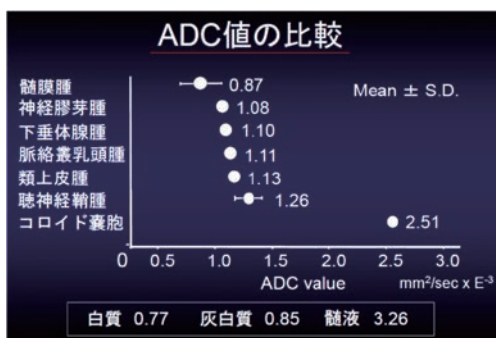 ADC値の比較
Mean ± S.D.
髄膜腫 0.87
神経膠芽腫 1.08
下垂体腺腫 1.10
脈絡叢乳頭腫 1.11
類上皮腫 1.13
聴神経鞘腫 1.26
コロイド嚢胞 2.51
0 0.5 1.0 1.5 2.0 2.5 3.0
ADC value mm²/sec x E⁻³
白質 0.77 灰白質 0.85 髄液 3.26